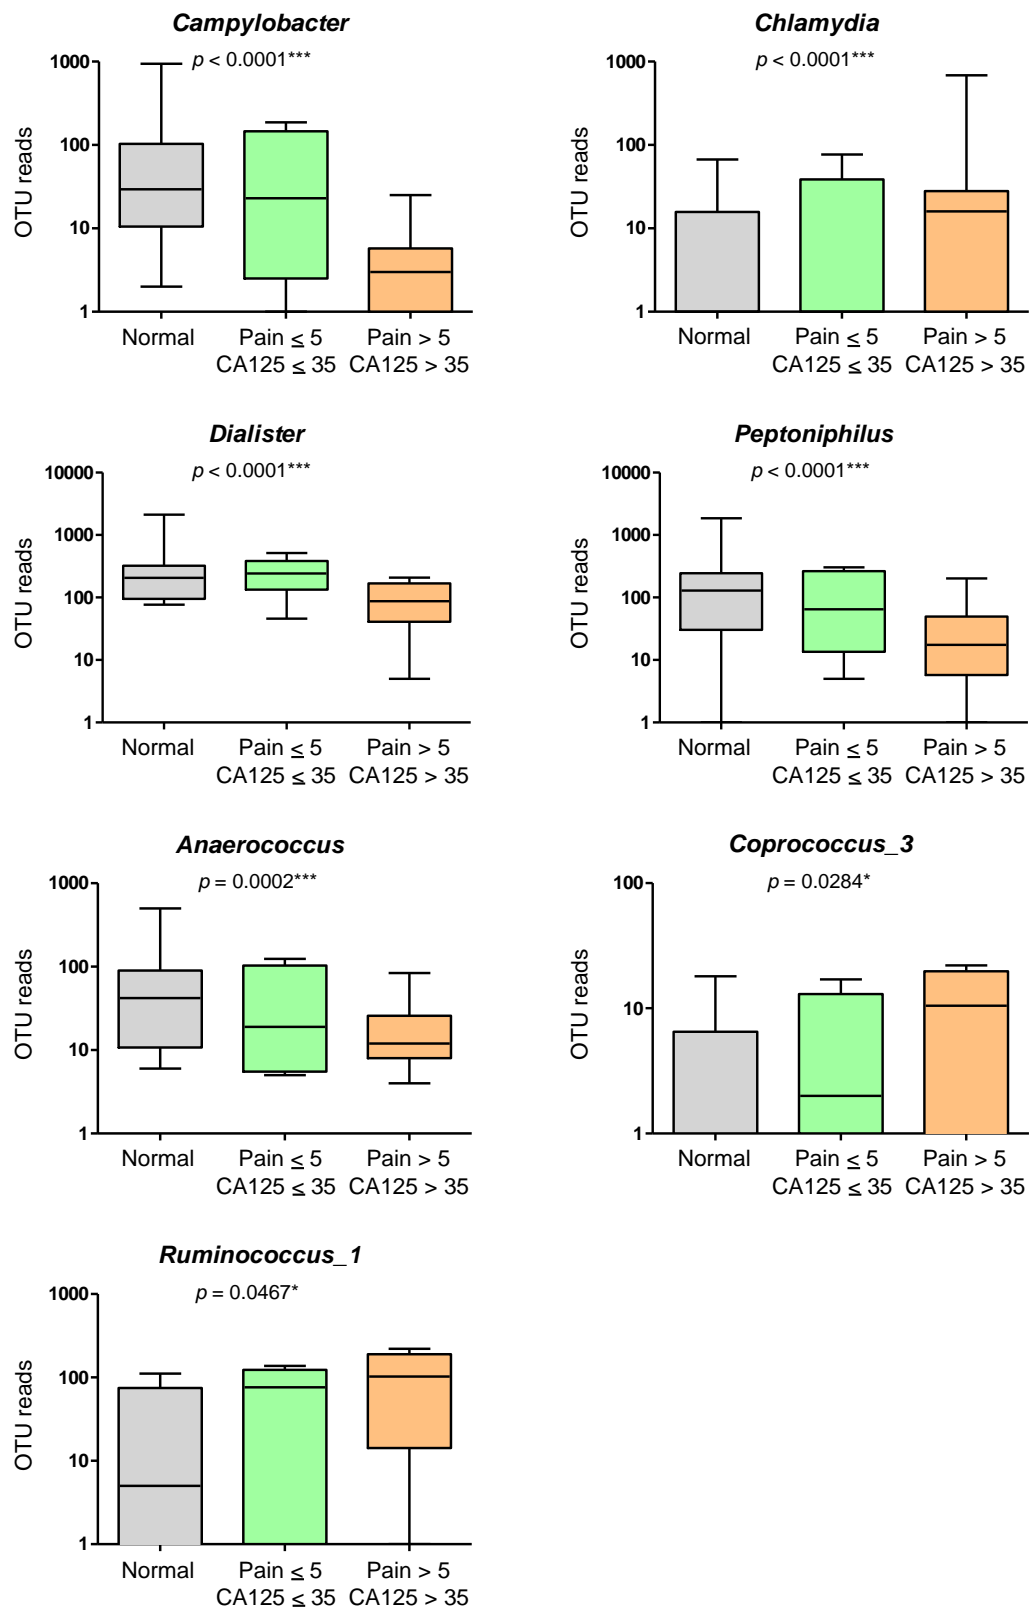 Campylobacter
p < 0.0001***
OTU reads
1000
100
10
1
Normal
Pain ≤ 5
CA125 ≤ 35
Pain > 5
CA125 > 35
Chlamydia
p < 0.0001***
OTU reads
1000
100
10
1
Normal
Pain ≤ 5
CA125 ≤ 35
Pain > 5
CA125 > 35
Dialister
p < 0.0001***
OTU reads
10000
1000
100
10
1
Normal
Pain ≤ 5
CA125 ≤ 35
Pain > 5
CA125 > 35
Peptoniphilus
p < 0.0001***
OTU reads
10000
1000
100
10
1
Normal
Pain ≤ 5
CA125 ≤ 35
Pain > 5
CA125 > 35
Anaerococcus
p = 0.0002***
OTU reads
1000
100
10
1
Normal
Pain ≤ 5
CA125 ≤ 35
Pain > 5
CA125 > 35
Coprococcus_3
p = 0.0284*
OTU reads
100
10
1
Normal
Pain ≤ 5
CA125 ≤ 35
Pain > 5
CA125 > 35
Ruminococcus_1
p = 0.0467*
OTU reads
1000
100
10
1
Normal
Pain ≤ 5
CA125 ≤ 35
Pain > 5
CA125 > 35